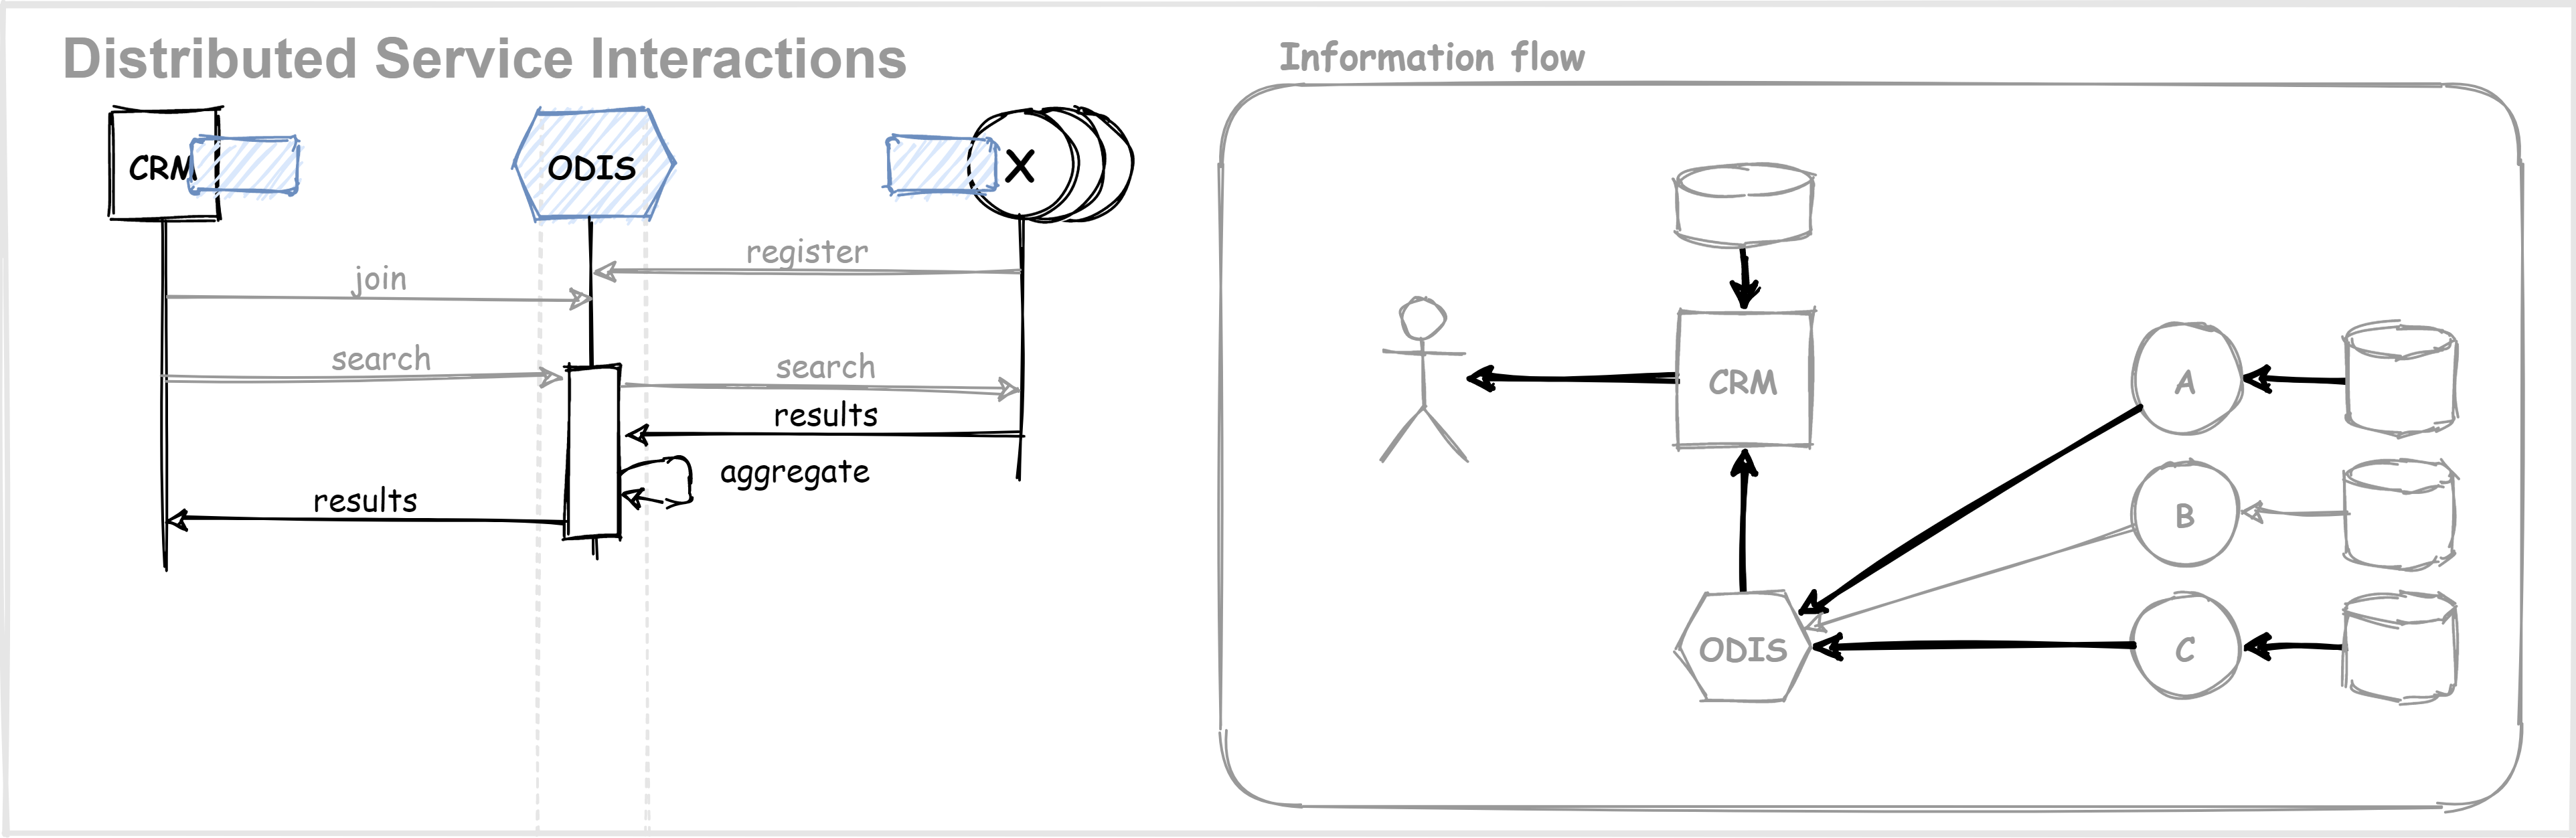 Distributed Service Interactions
CRM
ODIS
X
register
join
search
search
results
aggregate
results
Information flow
CRM
A
B
ODIS
C